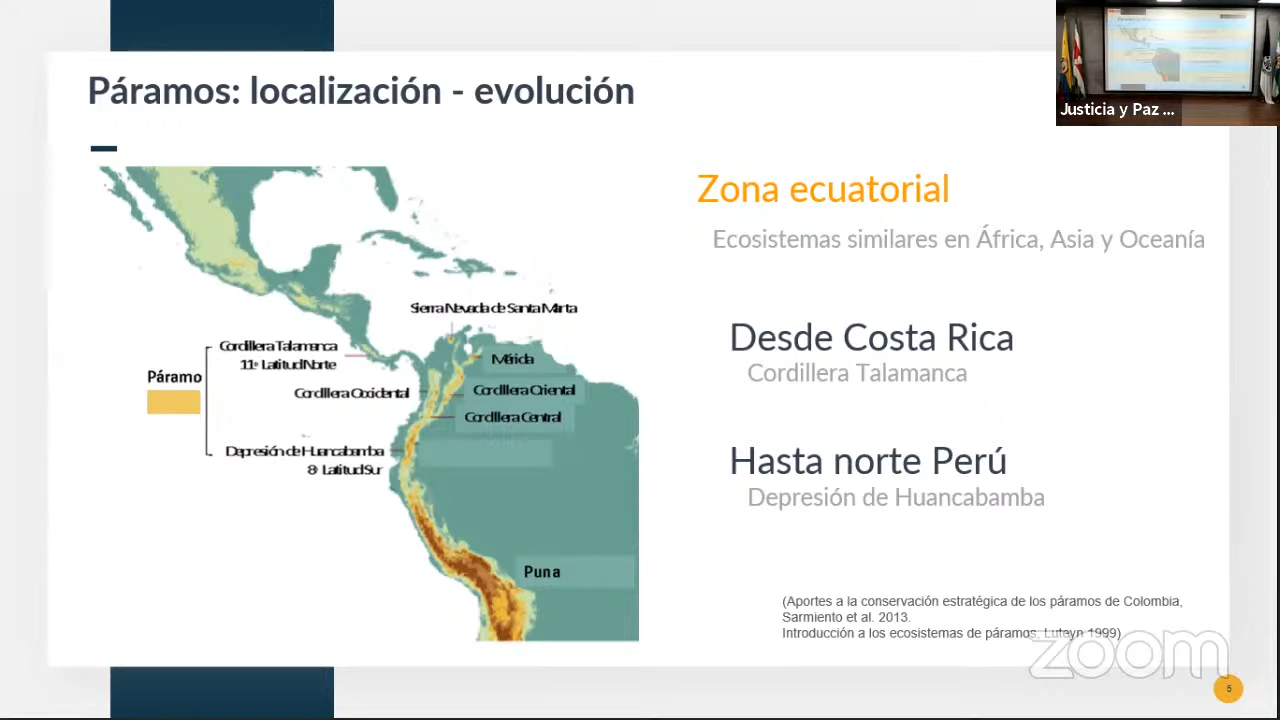 Páramos: localización - evolución
Justicia y Paz ...
Zona ecuatorial
Ecosistemas similares en África, Asia y Oceanía
Desde Costa Rica
Cordillera Talamanca
Hasta norte Perú
Depresión de Huancabamba
Sierra Nevada de Santa Marta
Cordillera Talamanca
11º Latitud Norte
Mérida
Páramo
Cordillera Occidental
Cordillera Oriental
Cordillera Central
Depresión de Huancabamba
8º Latitud Sur
Puna
(Aportes a la conservación estratégica de los páramos de Colombia,
Sarmiento et al. 2013.
Introducción a los ecosistemas de páramos. Luteyn 1999)
zoom
5